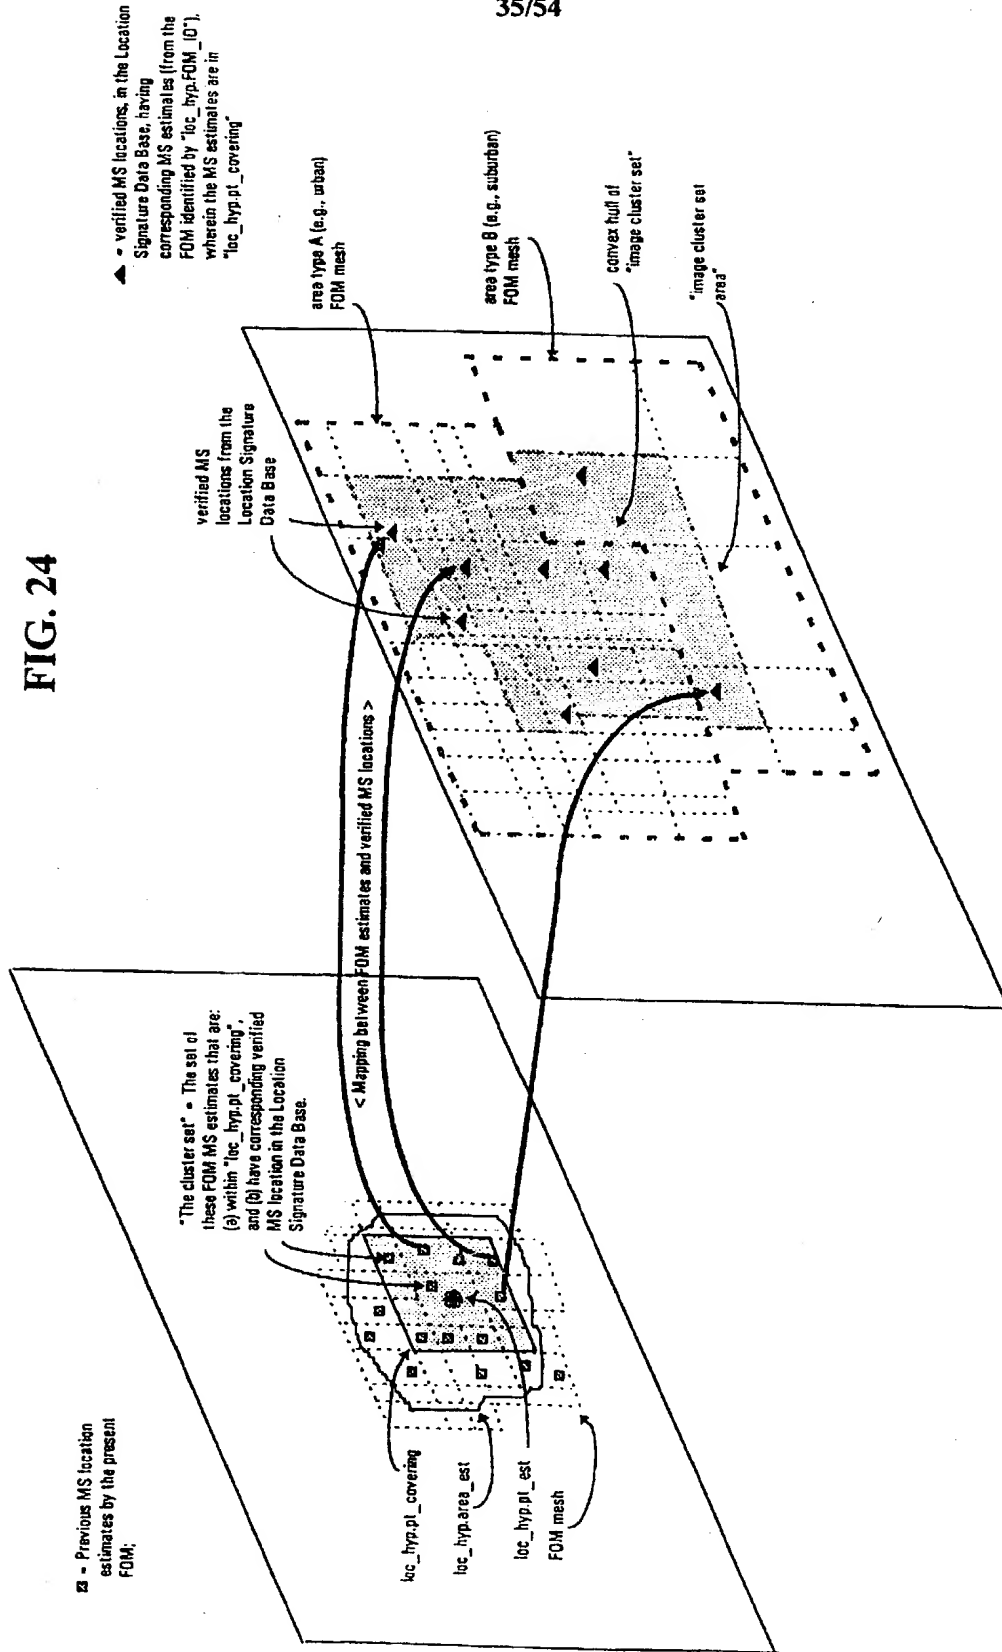 35/54
FIG. 24
▲ = verified MS locations, in the Location
Signature Data Base, having
corresponding MS estimates (from the
FOM identified by "loc_hyp.FOM_ID"),
wherein the MS estimates are in
"loc_hyp.pt_covering"
area type A (e.g., urban)
FOM mesh
area type B (e.g., suburban)
FOM mesh
convex hull of
"image cluster set"
"image cluster set
area"
verified MS
locations from the
Location Signature
Data Base
< Mapping between FOM estimates and verified MS locations >
"The cluster set" = The set of
these FOM MS estimates that are:
(a) within "loc_hyp.pt_covering",
and (b) have corresponding verified
MS location in the Location
Signature Data Base.
= Previous MS location
estimates by the present
FOM;
loc_hyp.pt_covering
loc_hyp.area_est
loc_hyp.pt_est
FOM mesh